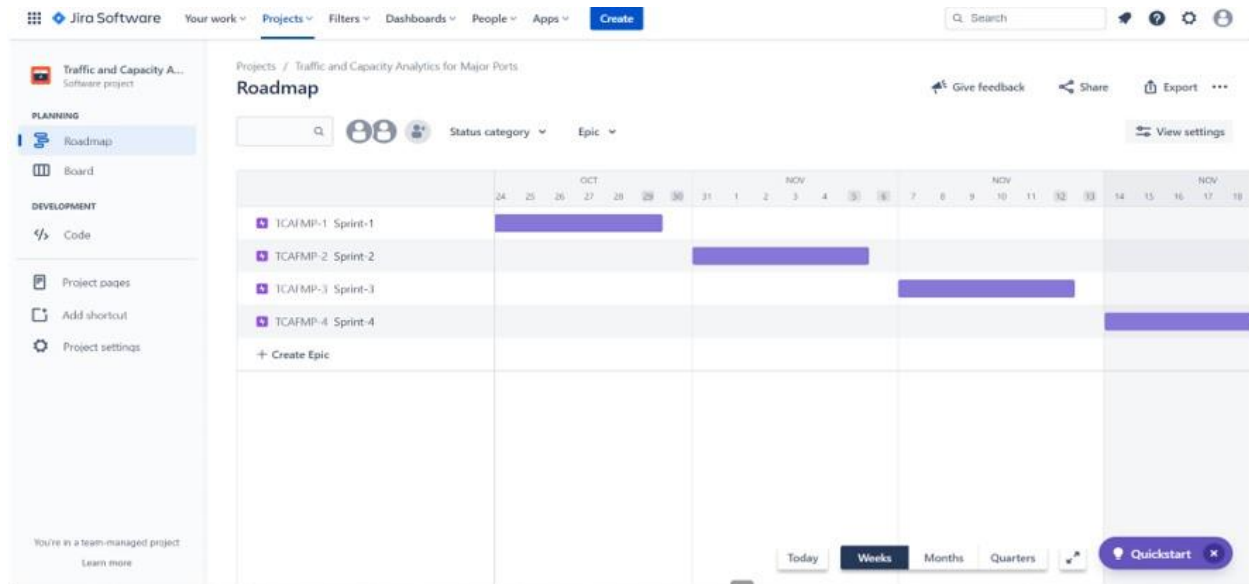 Jira Software Your work Projects Filters Dashboards People Apps Create Search
Traffic and Capacity A...
Software project
PLANNING
Roadmap
Board
DEVELOPMENT
Code
Project pages
Add shortcut
Project settings
You're in a team-managed project
Learn more
Projects / Traffic and Capacity Analytics for Major Ports
Roadmap
Give feedback Share Export
Status category Epic View settings
OCT NOV NOV NOV
24 25 26 27 28 29 30 31 1 2 3 4 5 6 7 8 9 10 11 12 13 14 15 16 17 18
TCAFMP-1 Sprint-1
TCAFMP-2 Sprint-2
TCAFMP-3 Sprint-3
TCAFMP-4 Sprint-4
+ Create Epic
Today Weeks Months Quarters
Quickstart